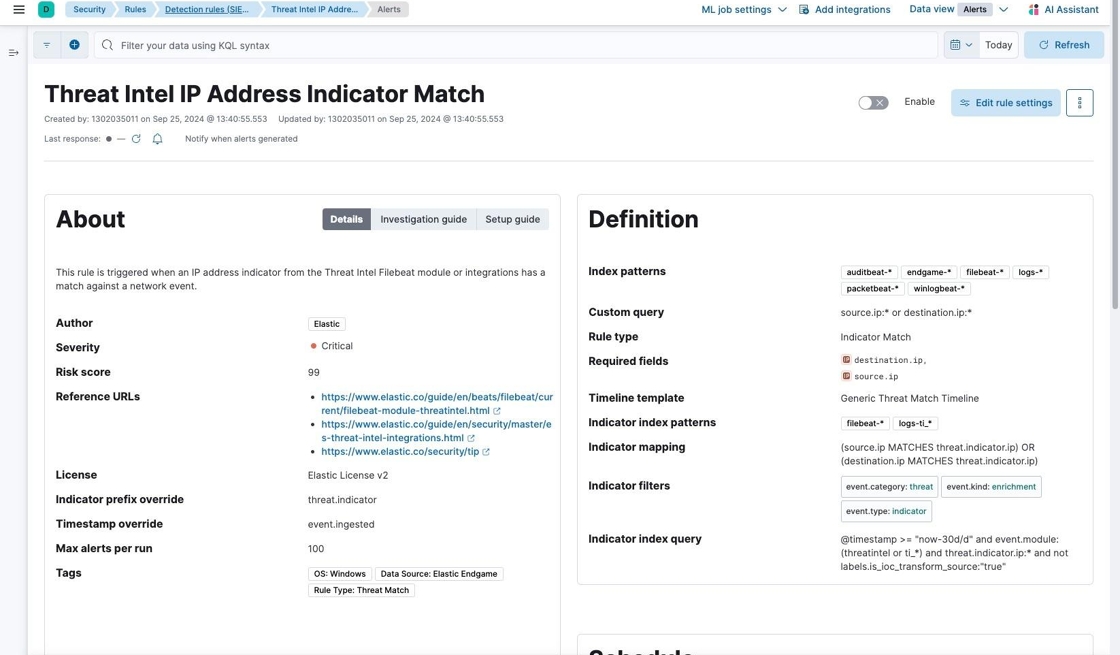 D Security Rules Detection rules (SIE... Threat Intel IP Addre... Alerts ML job settings Add integrations Data view Alerts AI Assistant
Filter your data using KQL syntax Today Refresh
Threat Intel IP Address Indicator Match
Enable Edit rule settings
Created by: 1302035011 on Sep 25, 2024 @ 13:40:55.553 Updated by: 1302035011 on Sep 25, 2024 @ 13:40:55.553
Last response: — Notify when alerts generated
About
Details Investigation guide Setup guide
This rule is triggered when an IP address indicator from the Threat Intel Filebeat module or integrations has a
match against a network event.
Author Elastic
Severity Critical
Risk score 99
Reference URLs https://www.elastic.co/guide/en/beats/filebeat/cur
rent/filebeat-module-threatintel.html
https://www.elastic.co/guide/en/security/master/e
s-threat-intel-integrations.html
https://www.elastic.co/security/tip
License Elastic License v2
Indicator prefix override threat.indicator
Timestamp override event.ingested
Max alerts per run 100
Tags OS: Windows Data Source: Elastic Endgame
Rule Type: Threat Match
Definition
Index patterns auditbeat-* endgame-* filebeat-* logs-*
packetbeat-* winlogbeat-*
Custom query source.ip:* or destination.ip:*
Rule type Indicator Match
Required fields IP destination.ip,
IP source.ip
Timeline template Generic Threat Match Timeline
Indicator index patterns filebeat-* logs-ti_*
Indicator mapping (source.ip MATCHES threat.indicator.ip) OR
(destination.ip MATCHES threat.indicator.ip)
Indicator filters event.category: threat event.kind: enrichment
event.type: indicator
Indicator index query @timestamp >= "now-30d/d" and event.module:
(threatintel or ti_*) and threat.indicator.ip:* and not
labels.is_ioc_transform_source:"true"
Schedule